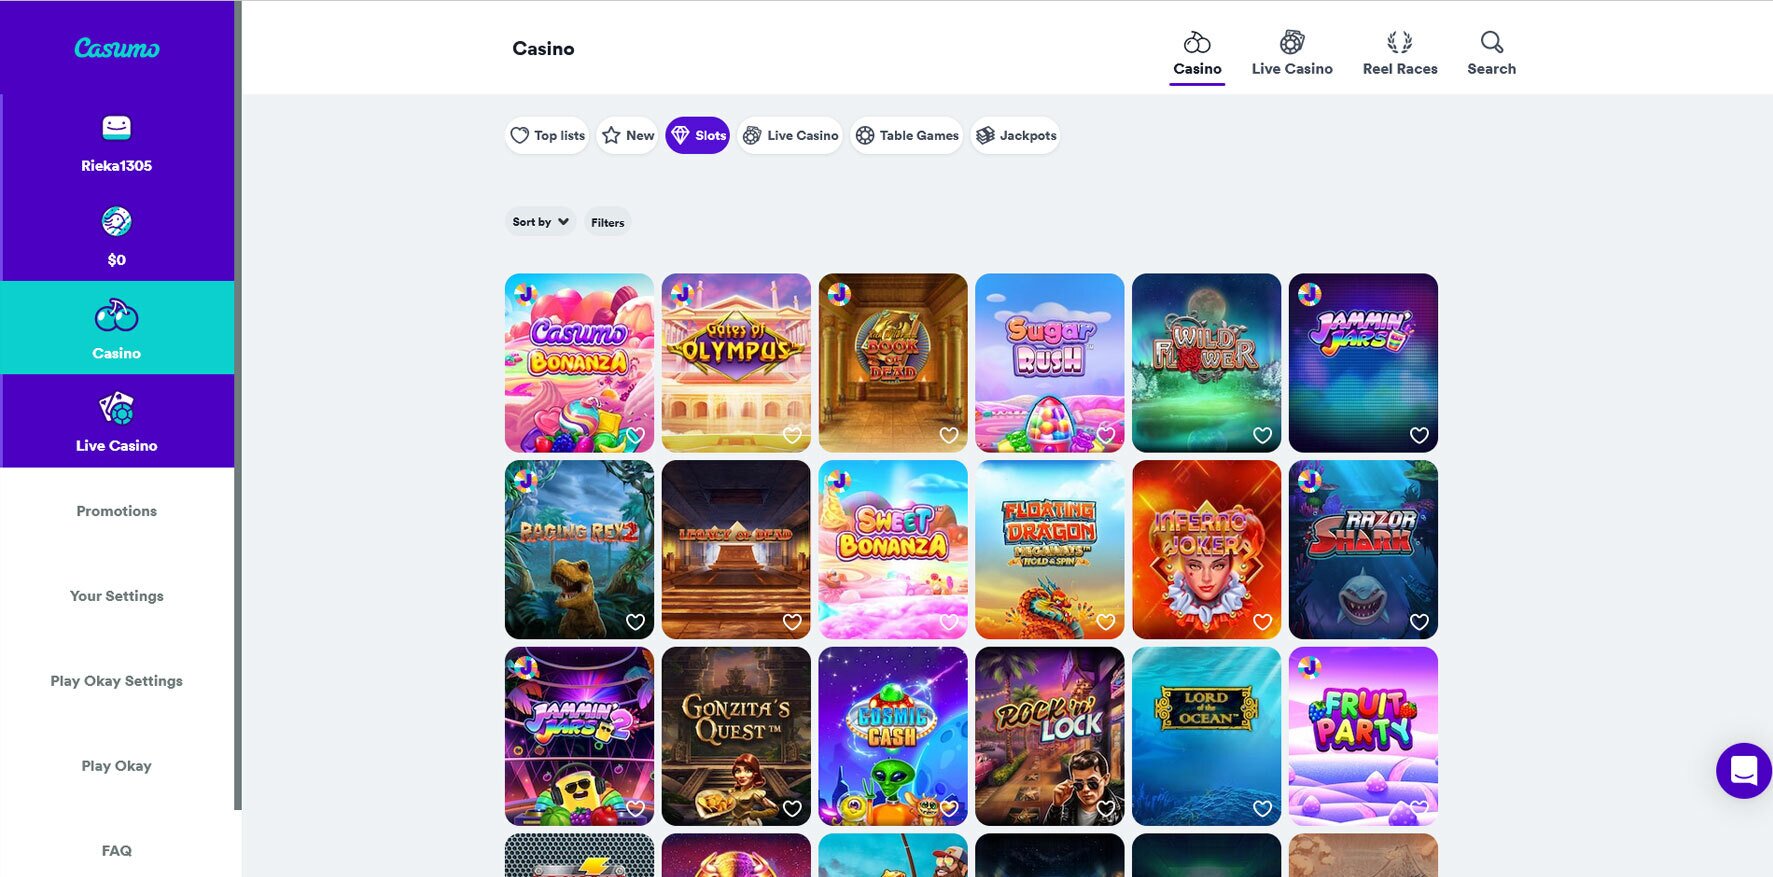 Casumo
Rieka1305
$0
Casino
Live Casino
Promotions
Your Settings
Play Okay Settings
Play Okay
FAQ
Casino
Casino
Live Casino
Reel Races
Search
Top lists
New
Slots
Live Casino
Table Games
Jackpots
Sort by
Filters
J
Casumo
BONANZA
J
Gates of
OLYMPUS
J
BOOK
OF
DEAD
Sugar
RUSH
WILD
FLOWER
J
JAMMIN'
JARS
J
RAGING REX 2
LEGACY OF DEAD
J
SWEET
BONANZA
FLOATING
DRAGON
MEGAWAYS™
HOLD & SPIN
INFERNO
JOKER
J
RAZOR
SHARK
J
JAMMIN'
JARS 2
GONZITA'S
QUEST™
COSMIC
CASH
ROCK 'N'
LOCK
LORD
of the
OCEAN™
J
FRUIT
PARTY